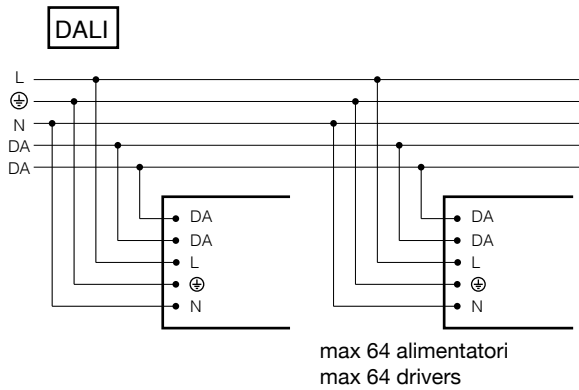 DALI
L
⏚
N
DA
DA
DA
DA
L
⏚
N
DA
DA
L
⏚
N
max 64 alimentatori
max 64 drivers